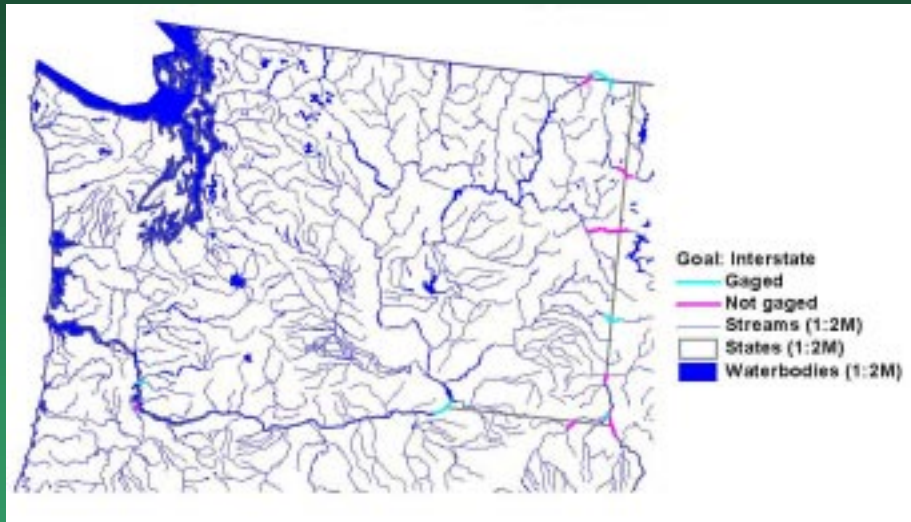 Goal: Interstate
Gaged
Not gaged
Streams (1:2M)
States (1:2M)
Waterbodies (1:2M)